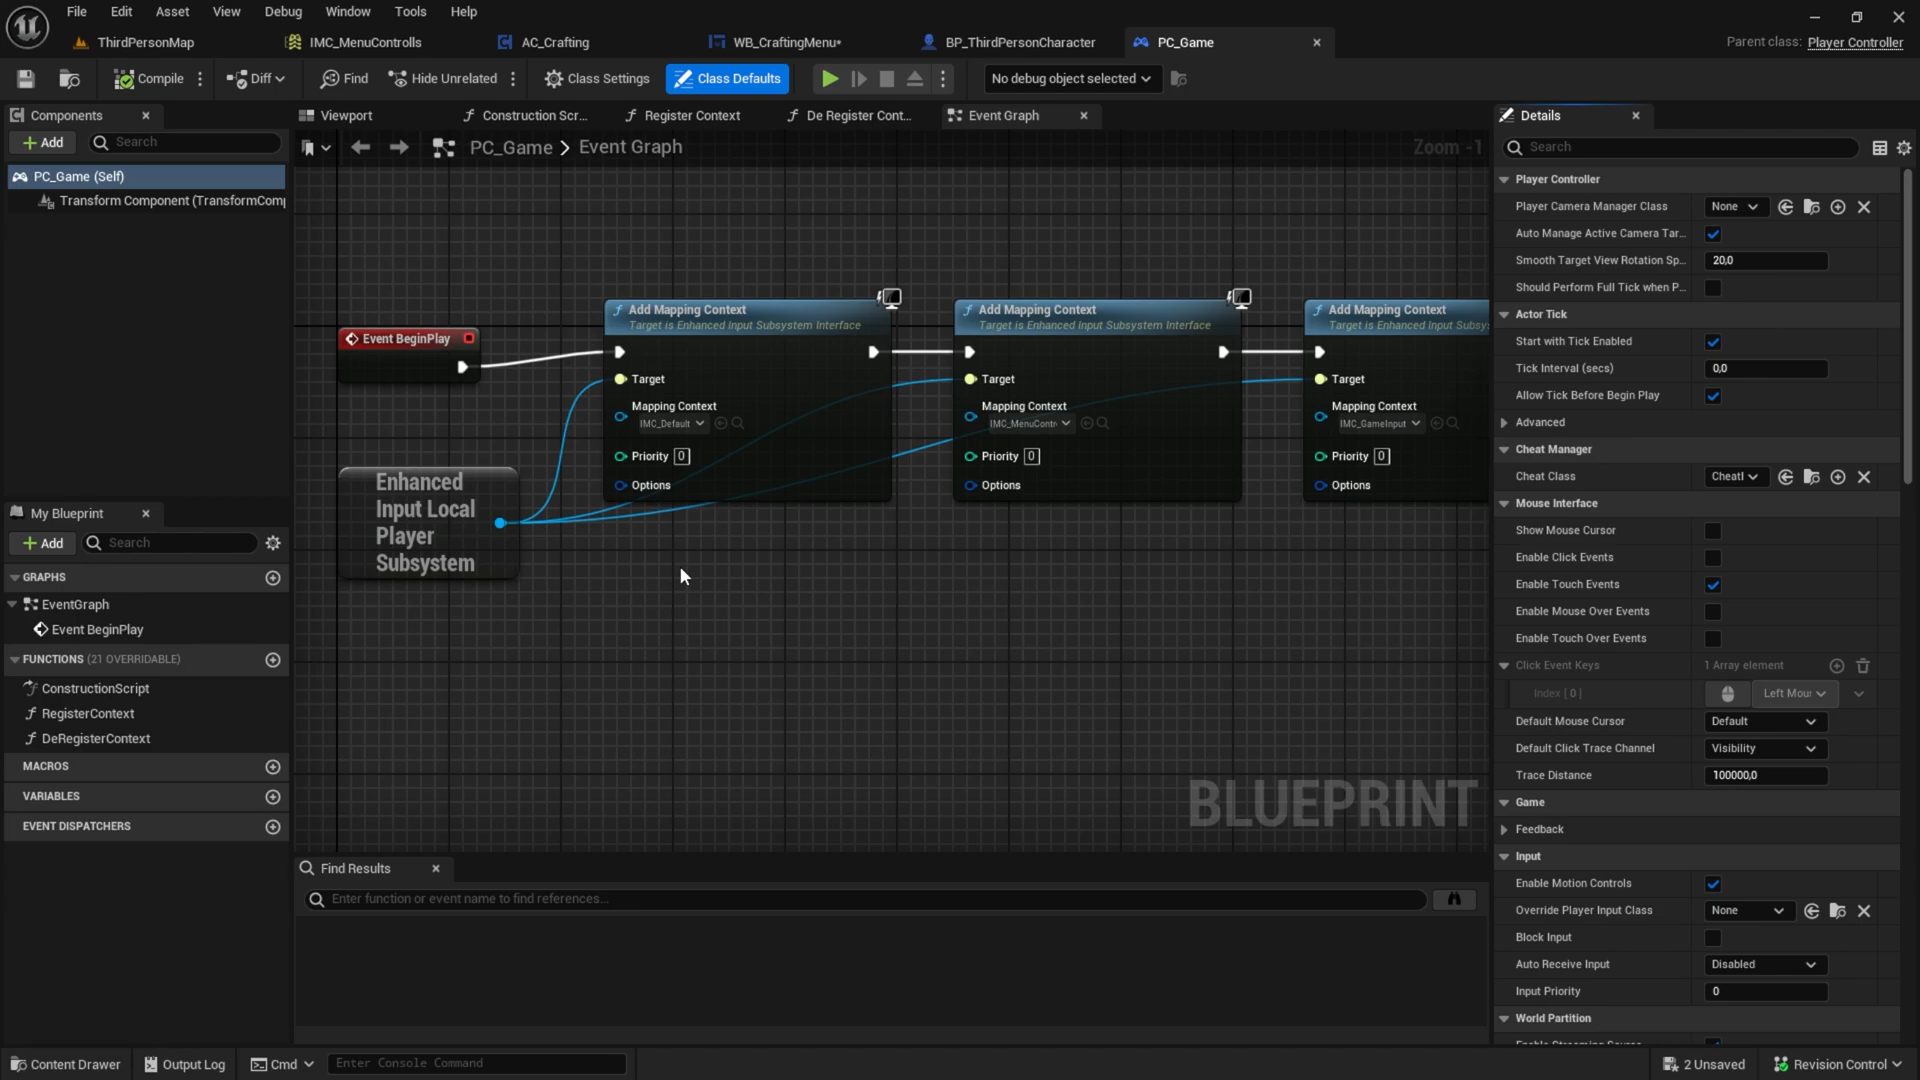 File Edit Asset View Debug Window Tools Help
ThirdPersonMap IMC_MenuControlls AC_Crafting WB_CraftingMenu* BP_ThirdPersonCharacter PC_Game Parent class: Player Controller
Compile Diff Find Hide Unrelated Class Settings Class Defaults No debug object selected
Components
Add Search
PC_Game (Self)
Transform Component (TransformComp
Viewport Construction Scr... Register Context De Register Cont... Event Graph
PC_Game > Event Graph Zoom -1
Event BeginPlay
Enhanced
Input Local
Player
Subsystem
Add Mapping Context
Target is Enhanced Input Subsystem Interface
Target
Mapping Context
IMC_Default
Priority 0
Options
Add Mapping Context
Target is Enhanced Input Subsystem Interface
Target
Mapping Context
IMC_MenuContr
Priority 0
Options
Add Mapping Context
Target is Enhanced Input Subsys
Target
Mapping Context
IMC_GameInput
Priority 0
Options
BLUEPRINT
My Blueprint
Add Search
GRAPHS
EventGraph
Event BeginPlay
FUNCTIONS (21 OVERRIDABLE)
ConstructionScript
RegisterContext
DeRegisterContext
MACROS
VARIABLES
EVENT DISPATCHERS
Find Results
Enter function or event name to find references...
Details
Search
Player Controller
Player Camera Manager Class None
Auto Manage Active Camera Tar...
Smooth Target View Rotation Sp... 20,0
Should Perform Full Tick when P...
Actor Tick
Start with Tick Enabled
Tick Interval (secs) 0,0
Allow Tick Before Begin Play
Advanced
Cheat Manager
Cheat Class Cheatl
Mouse Interface
Show Mouse Cursor
Enable Click Events
Enable Touch Events
Enable Mouse Over Events
Enable Touch Over Events
Click Event Keys 1 Array element
Index [ 0 ] Left Mou
Default Mouse Cursor Default
Default Click Trace Channel Visibility
Trace Distance 100000,0
Game
Feedback
Input
Enable Motion Controls
Override Player Input Class None
Block Input
Auto Receive Input Disabled
Input Priority 0
World Partition
Content Drawer Output Log Cmd Enter Console Command 2 Unsaved Revision Control